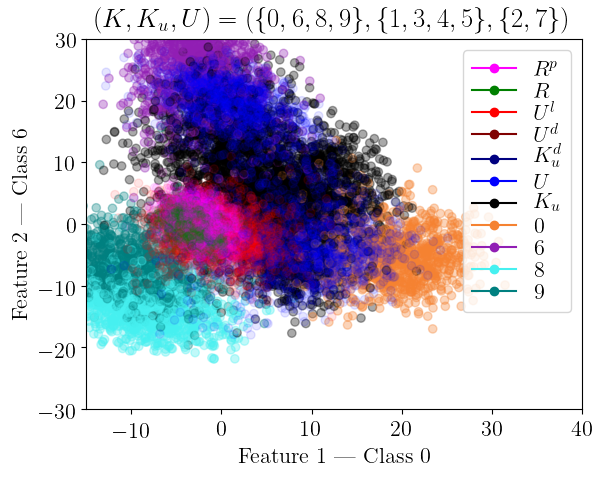 (K, K_u, U) = ({0, 6, 8, 9}, {1, 3, 4, 5}, {2, 7})
30
20
10
0
−10
−20
−30
Feature 2 — Class 6
R^p
R
U^l
U^d
K_u^d
U
K_u
0
6
8
9
−10
0
10
20
30
40
Feature 1 — Class 0